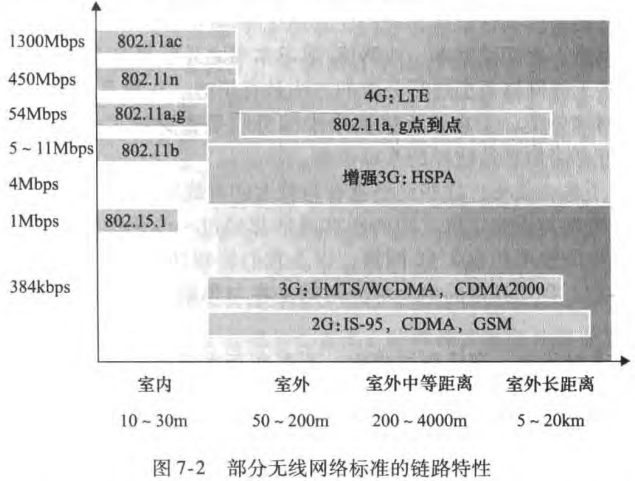 1300Mbps
802.11ac
450Mbps
802.11n
4G: LTE
54Mbps
802.11a,g
802.11a, g点到点
5 ~ 11Mbps
802.11b
增强3G: HSPA
4Mbps
1Mbps
802.15.1
384kbps
3G: UMTS/WCDMA, CDMA2000
2G: IS-95, CDMA, GSM
室内 室外 室外中等距离 室外长距离
10 ~ 30m 50 ~ 200m 200 ~ 4000m 5 ~ 20km
图 7-2 部分无线网络标准的链路特性